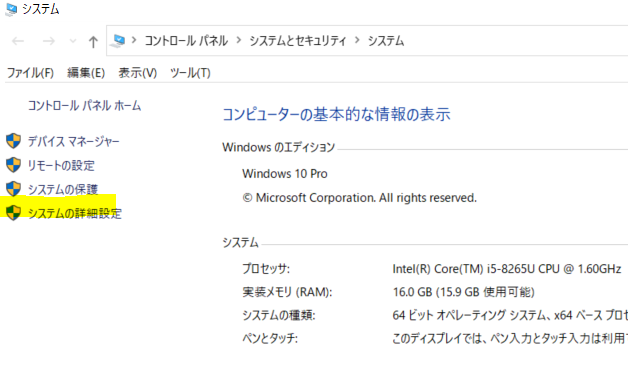 システム
コントロール パネル > システムとセキュリティ > システム
ファイル(F) 編集(E) 表示(V) ツール(T)
コントロール パネル ホーム
デバイス マネージャー
リモートの設定
システムの保護
システムの詳細設定
コンピューターの基本的な情報の表示
Windows のエディション
Windows 10 Pro
© Microsoft Corporation. All rights reserved.
システム
プロセッサ: Intel(R) Core(TM) i5-8265U CPU @ 1.60GHz
実装メモリ (RAM): 16.0 GB (15.9 GB 使用可能)
システムの種類: 64 ビット オペレーティング システム、x64 ベース プロセ
ペンとタッチ: このディスプレイでは、ペン入力とタッチ入力は利用